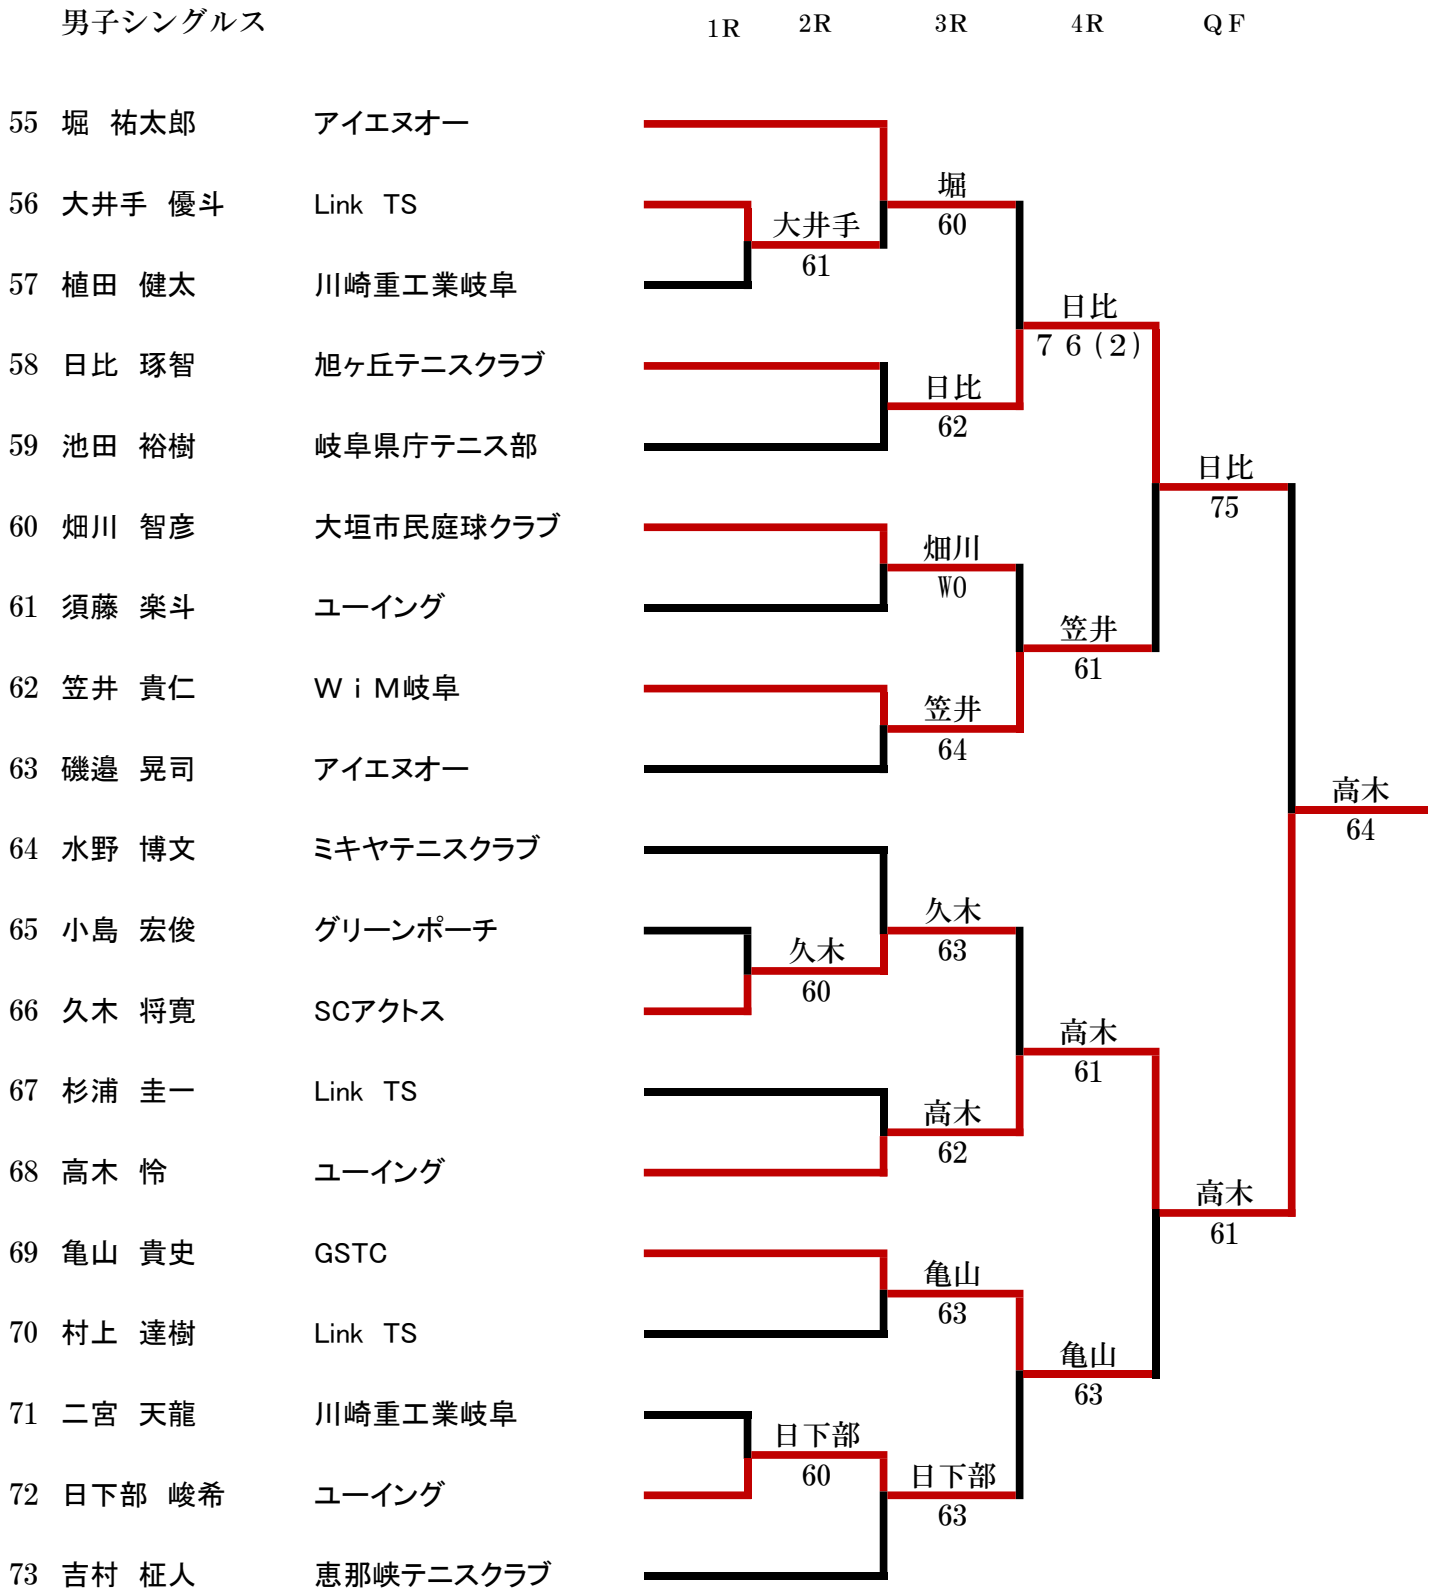 男子シングルス 1R 2R 3R 4R QF
55 堀 祐太郎 アイエヌオー
堀
56 大井手 優斗 Link TS
大井手 60
61
57 植田 健太 川崎重工業岐阜
日比
76(2)
58 日比 琢智 旭ヶ丘テニスクラブ
日比
62
59 池田 裕樹 岐阜県庁テニス部
日比
75
60 畑川 智彦 大垣市民庭球クラブ
畑川
W0
61 須藤 楽斗 ユーイング
笠井
61
62 笠井 貴仁 WiM岐阜
笠井
64
63 磯邉 晃司 アイエヌオー
高木
64
64 水野 博文 ミキヤテニスクラブ
久木
65 小島 宏俊 グリーンポーチ
久木 63
60
66 久木 将寛 SCアクトス
高木
61
67 杉浦 圭一 Link TS
高木
62
68 高木 怜 ユーイング
高木
61
69 亀山 貴史 GSTC
亀山
63
70 村上 達樹 Link TS
亀山
63
71 二宮 天龍 川崎重工業岐阜
日下部
60 日下部
72 日下部 峻希 ユーイング
63
73 吉村 柾人 恵那峡テニスクラブ